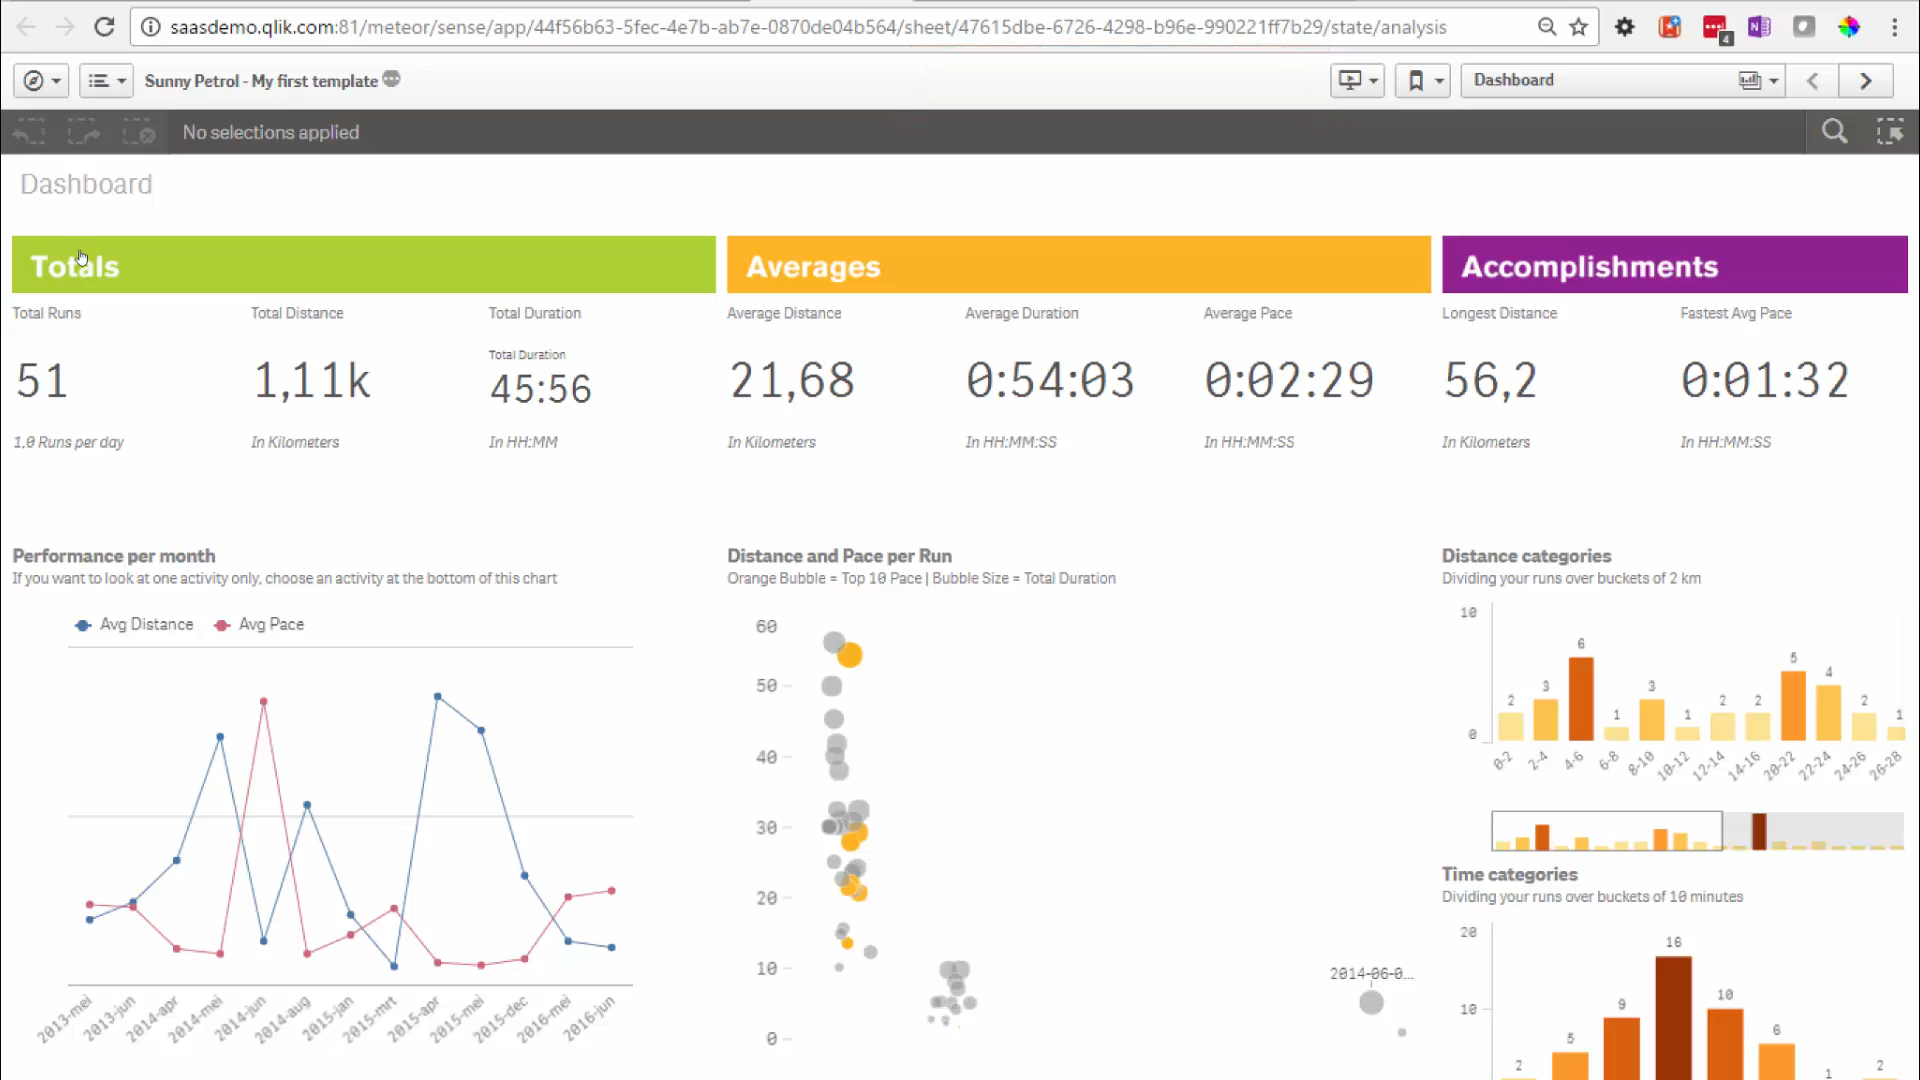 saasdemo.qlik.com:81/meteor/sense/app/44f56b63-5fec-4e7b-ab7e-0870de04b564/sheet/47615dbe-6726-4298-b96e-990221ff7b29/state/analysis
4
Sunny Petrol - My first template
Dashboard
No selections applied
Dashboard
Totals
Averages
Accomplishments
Total Runs
Total Distance
Total Duration
Average Distance
Average Duration
Average Pace
Longest Distance
Fastest Avg Pace
Total Duration
51
1,11k
45:56
21,68
0:54:03
0:02:29
56,2
0:01:32
1,0 Runs per day
In Kilometers
In HH:MM
In Kilometers
In HH:MM:SS
In HH:MM:SS
In Kilometers
In HH:MM:SS
Performance per month
If you want to look at one activity only, choose an activity at the bottom of this chart
Avg Distance
Avg Pace
2013-mei
2013-jun
2014-apr
2014-mei
2014-jun
2014-aug
2015-jan
2015-mrt
2015-apr
2015-mei
2015-dec
2016-mei
2016-jun
Distance and Pace per Run
Orange Bubble = Top 10 Pace | Bubble Size = Total Duration
60
50
40
30
20
10
0
2014-06-0...
Distance categories
Dividing your runs over buckets of 2 km
10
0
2
3
6
1
3
1
2
2
5
4
2
1
0-2
2-4
4-6
6-8
8-10
10-12
12-14
14-16
20-22
22-24
24-26
26-28
Time categories
Dividing your runs over buckets of 10 minutes
20
10
2
5
9
16
10
6
1
2